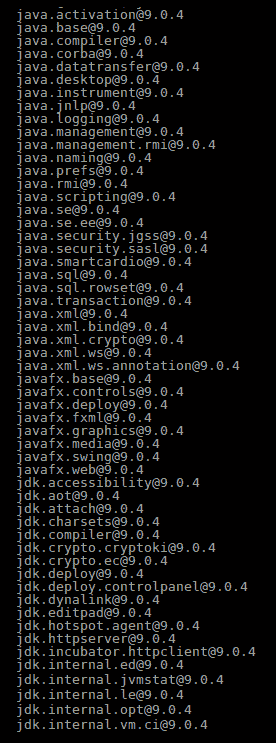 java.activation@9.0.4
java.base@9.0.4
java.compiler@9.0.4
java.corba@9.0.4
java.datatransfer@9.0.4
java.desktop@9.0.4
java.instrument@9.0.4
java.jnlp@9.0.4
java.logging@9.0.4
java.management@9.0.4
java.management.rmi@9.0.4
java.naming@9.0.4
java.prefs@9.0.4
java.rmi@9.0.4
java.scripting@9.0.4
java.se@9.0.4
java.se.ee@9.0.4
java.security.jgss@9.0.4
java.security.sasl@9.0.4
java.smartcardio@9.0.4
java.sql@9.0.4
java.sql.rowset@9.0.4
java.transaction@9.0.4
java.xml@9.0.4
java.xml.bind@9.0.4
java.xml.crypto@9.0.4
java.xml.ws@9.0.4
java.xml.ws.annotation@9.0.4
javafx.base@9.0.4
javafx.controls@9.0.4
javafx.deploy@9.0.4
javafx.fxml@9.0.4
javafx.graphics@9.0.4
javafx.media@9.0.4
javafx.swing@9.0.4
javafx.web@9.0.4
jdk.accessibility@9.0.4
jdk.aot@9.0.4
jdk.attach@9.0.4
jdk.charsets@9.0.4
jdk.compiler@9.0.4
jdk.crypto.cryptoki@9.0.4
jdk.crypto.ec@9.0.4
jdk.deploy@9.0.4
jdk.deploy.controlpanel@9.0.4
jdk.dynalink@9.0.4
jdk.editpad@9.0.4
jdk.hotspot.agent@9.0.4
jdk.httpserver@9.0.4
jdk.incubator.httpclient@9.0.4
jdk.internal.ed@9.0.4
jdk.internal.jvmstat@9.0.4
jdk.internal.le@9.0.4
jdk.internal.opt@9.0.4
jdk.internal.vm.ci@9.0.4